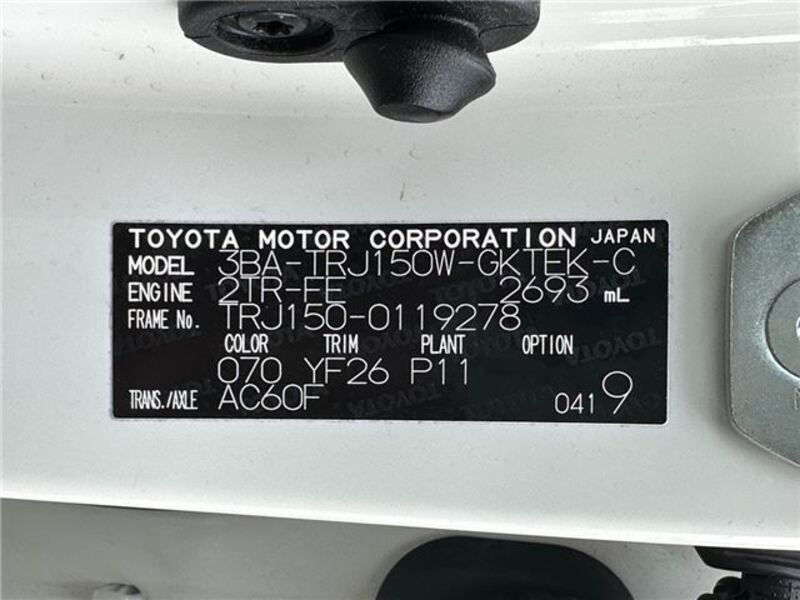 TOYOTA MOTOR CORPORATION JAPAN
MODEL 3BA-TRJ150W-GKTEK-C
ENGINE 2TR-FE 2693 mL
FRAME No. TRJ150-0119278
COLOR TRIM PLANT OPTION
070 YF26 P11
TRANS./AXLE AC60F 0419